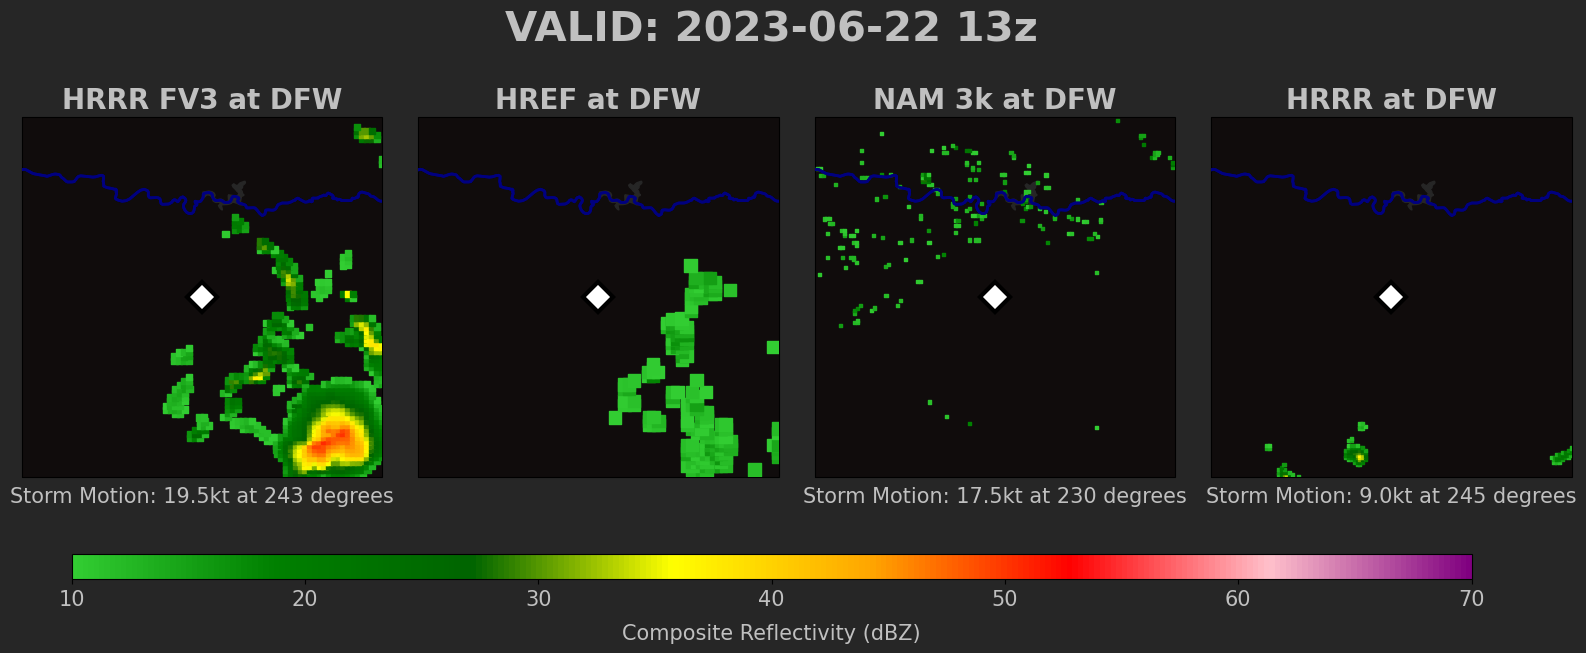 VALID: 2023-06-22 13z
HRRR FV3 at DFW
HREF at DFW
NAM 3k at DFW
HRRR at DFW
Storm Motion: 19.5kt at 243 degrees
Storm Motion: 17.5kt at 230 degrees
Storm Motion: 9.0kt at 245 degrees
10 20 30 40 50 60 70
Composite Reflectivity (dBZ)